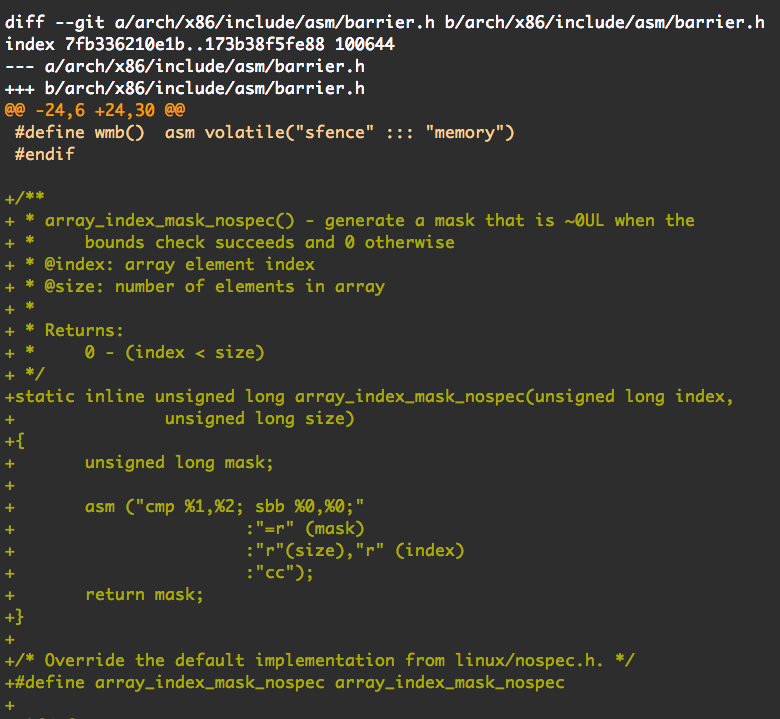 diff --git a/arch/x86/include/asm/barrier.h b/arch/x86/include/asm/barrier.h
index 7fb336210e1b..173b38f5fe88 100644
--- a/arch/x86/include/asm/barrier.h
+++ b/arch/x86/include/asm/barrier.h
@@ -24,6 +24,30 @@
 #define wmb()  asm volatile("sfence" ::: "memory")
 #endif

+/**
+ * array_index_mask_nospec() - generate a mask that is ~0UL when the
+ *     bounds check succeeds and 0 otherwise
+ * @index: array element index
+ * @size: number of elements in array
+ *
+ * Returns:
+ *     0 - (index < size)
+ */
+static inline unsigned long array_index_mask_nospec(unsigned long index,
+               unsigned long size)
+{
+       unsigned long mask;
+
+       asm ("cmp %1,%2; sbb %0,%0;"
+                       :"=r" (mask)
+                       :"r"(size),"r" (index)
+                       :"cc");
+       return mask;
+}
+
+/* Override the default implementation from linux/nospec.h. */
+#define array_index_mask_nospec array_index_mask_nospec
+